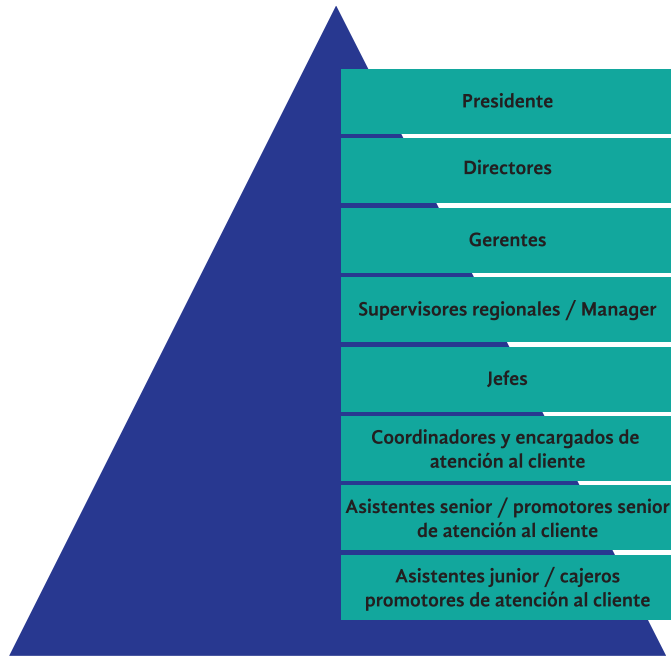 Presidente
Directores
Gerentes
Supervisores regionales / Manager
Jefes
Coordinadores y encargados de
atención al cliente
Asistentes senior / promotores senior
de atención al cliente
Asistentes junior / cajeros
promotores de atención al cliente